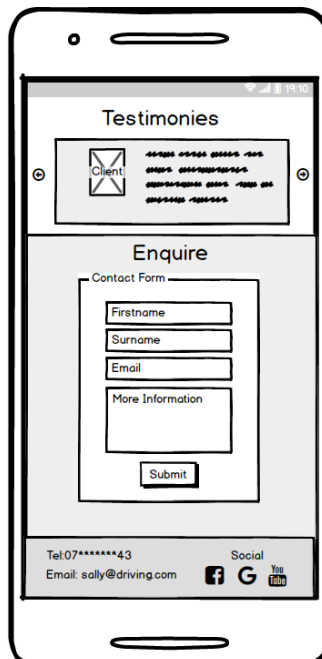 19:10
Testimonies
Client
Enquire
Contact Form
Firstname
Surname
Email
More Information
Submit
Tel:07*******43
Social
Email: sally@driving.com
f G You Tube